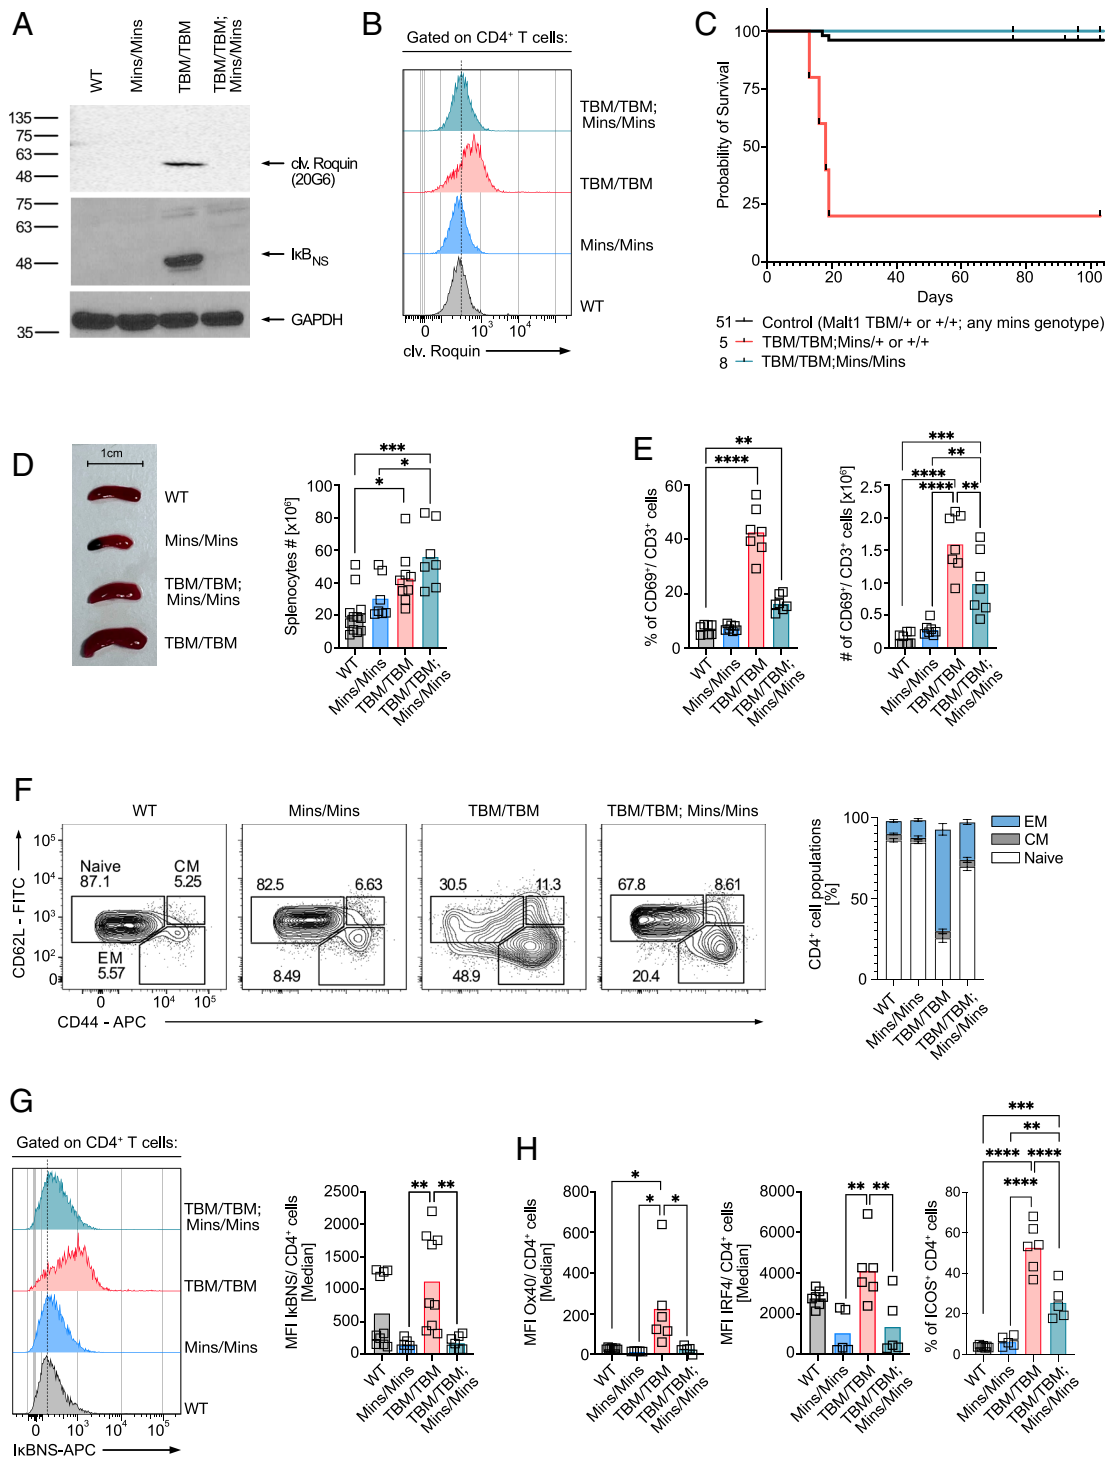 A
WT
Mins/Mins
TBM/TBM
TBM/TBM;
Mins/Mins
135
75
63
48
clv. Roquin
(20G6)
75
63
48
IκB NS
35
GAPDH
B
Gated on CD4⁺ T cells:
TBM/TBM;
Mins/Mins
TBM/TBM
Mins/Mins
WT
0 10³ 10⁴
clv. Roquin
C
Probability of Survival
100
75
50
25
0
0 20 40 60 80 100
Days
51 Control (Malt1 TBM/+ or +/+; any mins genotype)
5 TBM/TBM;Mins/+ or +/+
8 TBM/TBM;Mins/Mins
D
1cm
WT
Mins/Mins
TBM/TBM;
Mins/Mins
TBM/TBM
Splenocytes # [x10⁶]
100
80
60
40
20
0
***
*
*
WT
Mins/Mins
TBM/TBM
TBM/TBM;
Mins/Mins
E
% of CD69⁺/ CD3⁺ cells
60
40
20
0
**
****
WT
Mins/Mins
TBM/TBM
TBM/TBM;
Mins/Mins
# of CD69⁺/ CD3⁺ cells [x10⁶]
2.5
2.0
1.5
1.0
0.5
0
***
**
****
**** **
WT
Mins/Mins
TBM/TBM
TBM/TBM;
Mins/Mins
F
WT
Mins/Mins
TBM/TBM
TBM/TBM; Mins/Mins
CD62L - FITC
10⁵
10⁴
10³
10²
0
Naive
87.1
CM
5.25
EM
5.57
82.5 6.63
8.49
30.5 11.3
48.9
67.8 8.61
20.4
0 10⁴ 10⁵
CD44 - APC
CD4⁺ cell populations
[%]
100
50
0
EM
CM
Naive
WT
Mins/Mins
TBM/TBM
TBM/TBM;
Mins/Mins
G
Gated on CD4⁺ T cells:
TBM/TBM;
Mins/Mins
TBM/TBM
Mins/Mins
WT
0 10³ 10⁴ 10⁵
IκBNS-APC
MFI IκBNS/ CD4⁺ cells
[Median]
2500
2000
1500
1000
500
0
** **
WT
Mins/Mins
TBM/TBM
TBM/TBM;
Mins/Mins
H
MFI Ox40/ CD4⁺ cells
[Median]
800
600
400
200
0
*
* *
WT
Mins/Mins
TBM/TBM
TBM/TBM;
Mins/Mins
MFI IRF4/ CD4⁺ cells
[Median]
8000
6000
4000
2000
0
** **
WT
Mins/Mins
TBM/TBM
TBM/TBM;
Mins/Mins
% of ICOS⁺ CD4⁺ cells
80
60
40
20
0
***
**
**** ****
****
WT
Mins/Mins
TBM/TBM
TBM/TBM;
Mins/Mins